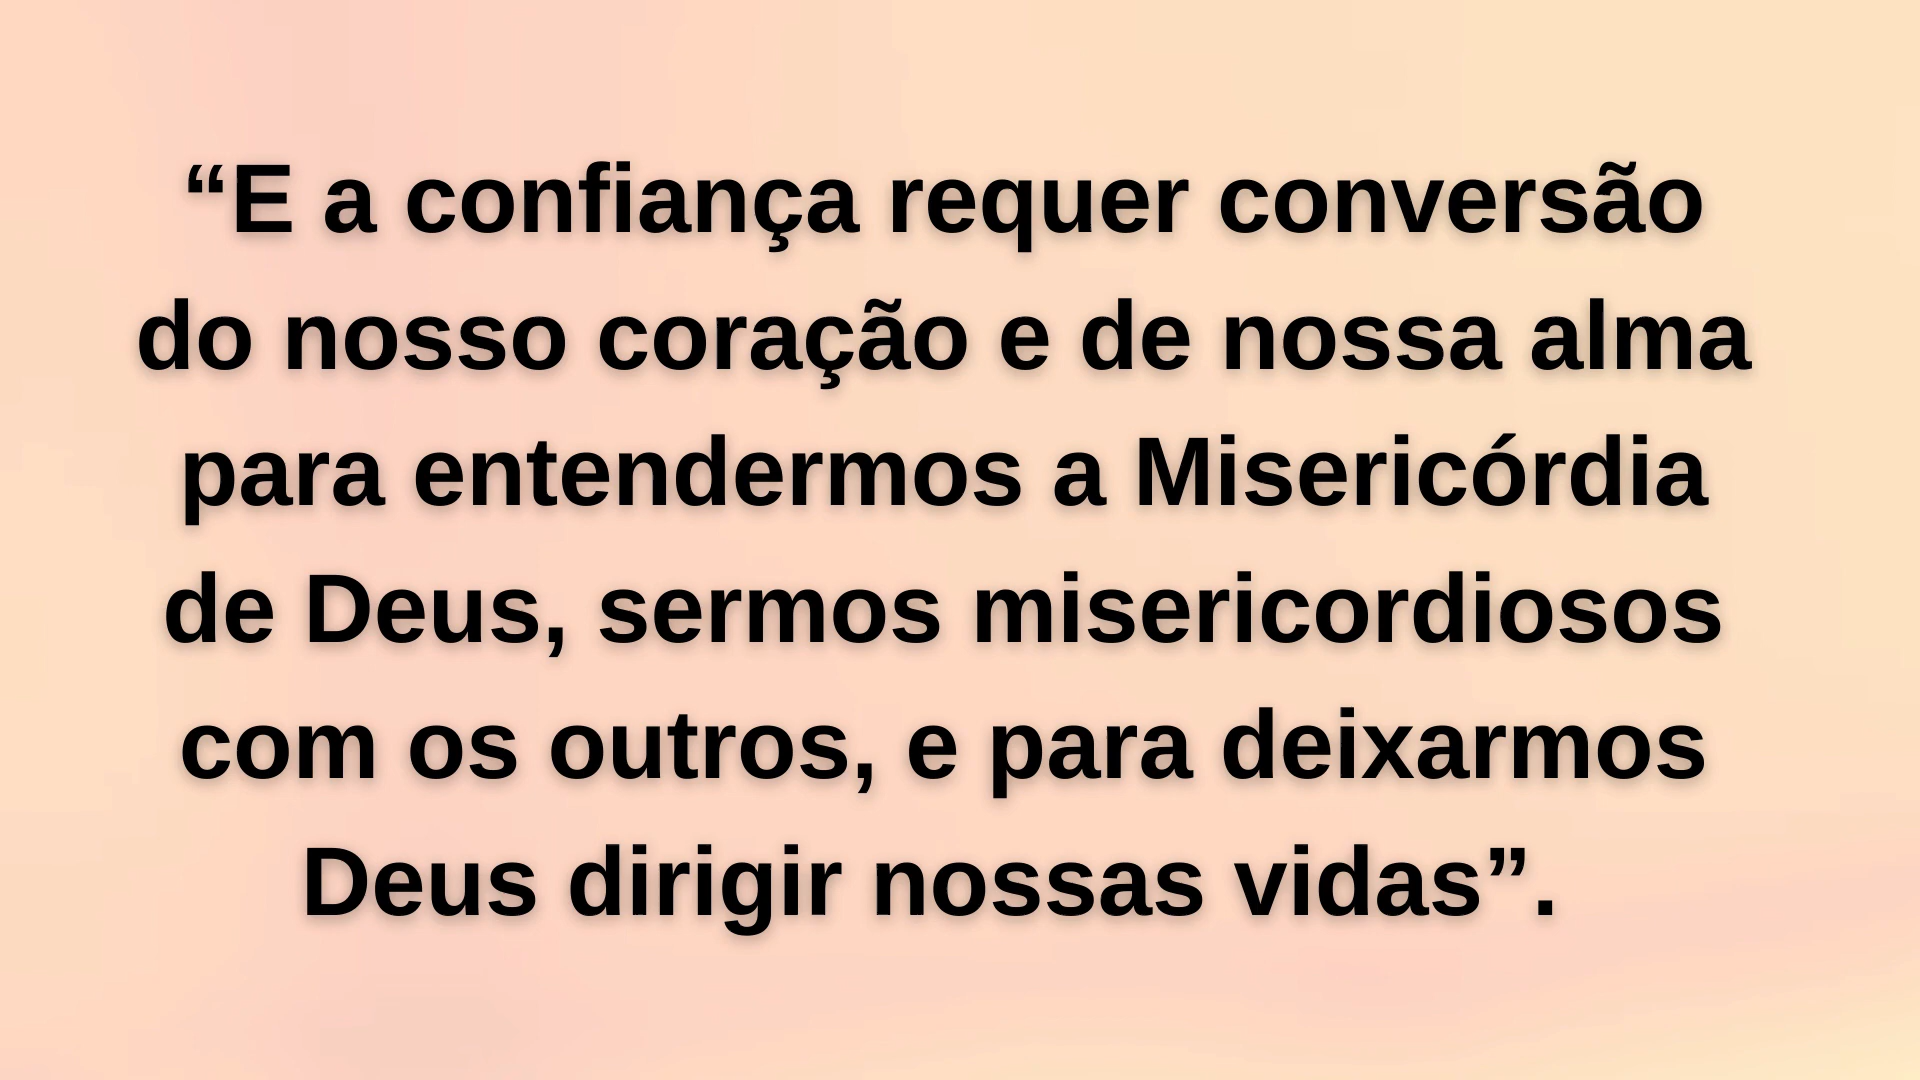 “E a confiança requer conversão
do nosso coração e de nossa alma
para entendermos a Misericórdia
de Deus, sermos misericordiosos
com os outros, e para deixarmos
Deus dirigir nossas vidas”.